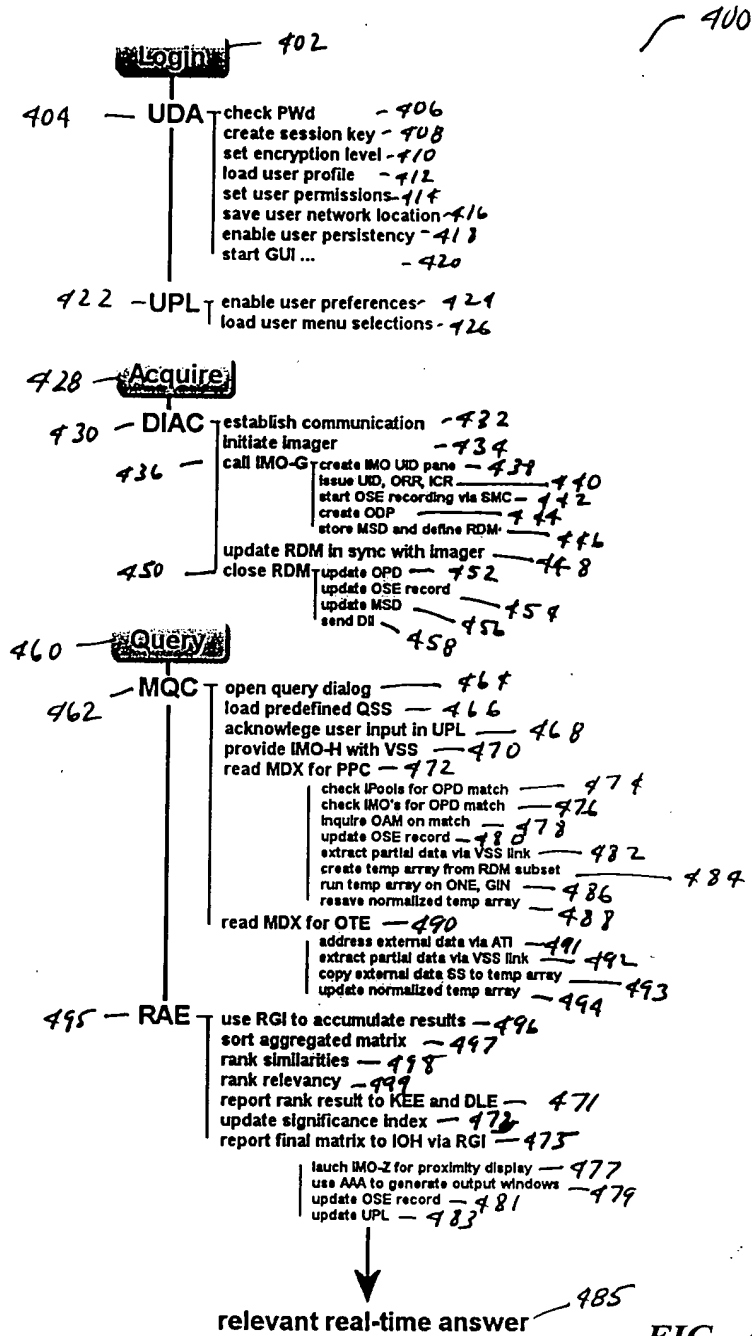 400
Login 402
404 UDA check PWd - 406
create session key - 408
set encryption level - 410
load user profile - 412
set user permissions - 414
save user network location - 416
enable user persistency - 418
start GUI ... - 420
422 - UPL enable user preferences - 424
load user menu selections - 426
428 Acquire
430 - DIAC establish communication - 432
initiate imager - 434
436 call IMO-G create IMO UID pane - 438
issue UID, ORR, ICR 440
start OSE recording via SMC - 442
create ODP 444
store MSD and define RDM 446
update RDM in sync with imager 448
450 close RDM update OPD - 452
update OSE record 454
update MSD 456
send DII 458
460 Query
462 MQC open query dialog 464
load predefined QSS - 466
acknowlege user input in UPL 468
provide IMO-H with VSS - 470
read MDX for PPC - 472
check IPools for OPD match 474
check IMO's for OPD match - 476
inquire OAM on match - 478
update OSE record - 480
extract partial data via VSS link 482
create temp array from RDM subset 484
run temp array on ONE, GIN 486
resave normalized temp array 488
read MDX for OTE - 490
address external data via ATI - 491
extract partial data via VSS link - 492
copy external data SS to temp array 493
update normalized temp array - 494
495 - RAE use RGI to accumulate results - 496
sort aggregated matrix - 497
rank similarities - 498
rank relevancy - 499
report rank result to KEE and DLE - 471
update significance index -
report final matrix to IOH via RGI - 475
lauch IMO-Z for proximity display - 477
use AAA to generate output windows - 479
update OSE record - 481
update UPL - 483
relevant real-time answer 485
FIG